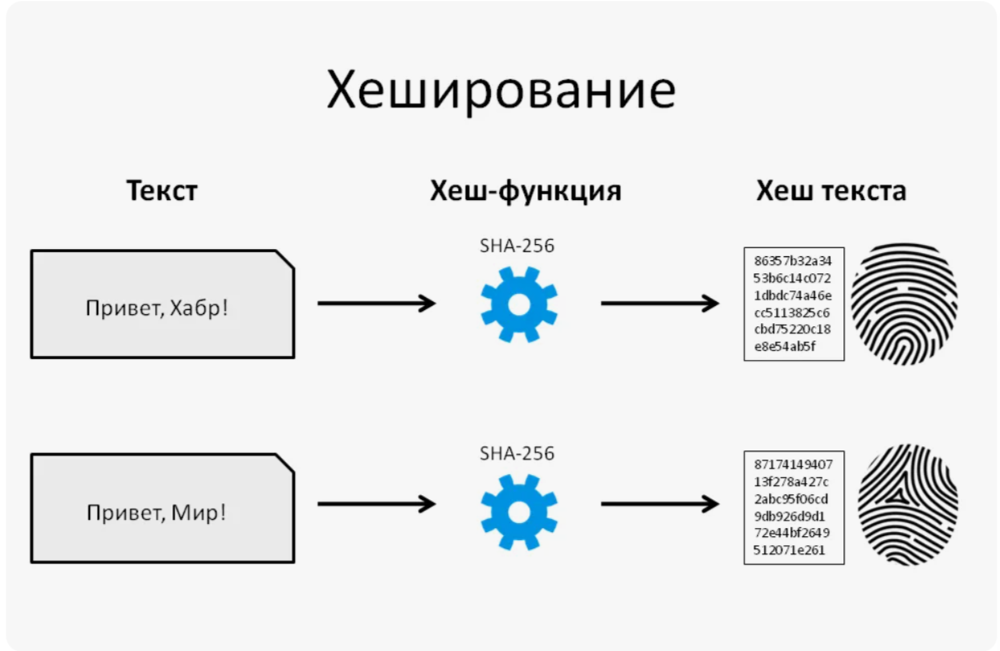 Хеширование
Текст
Хеш-функция
Хеш текста
SHA-256
Привет, Хабр!
86357b32a34
53b6c14c072
1dbdc74a46e
cc5113825c6
cbd75220c18
e8e54ab5f
SHA-256
Привет, Мир!
87174149407
13f278a427c
2abc95f06cd
9db926d9d1
72e44bf2649
512071e261